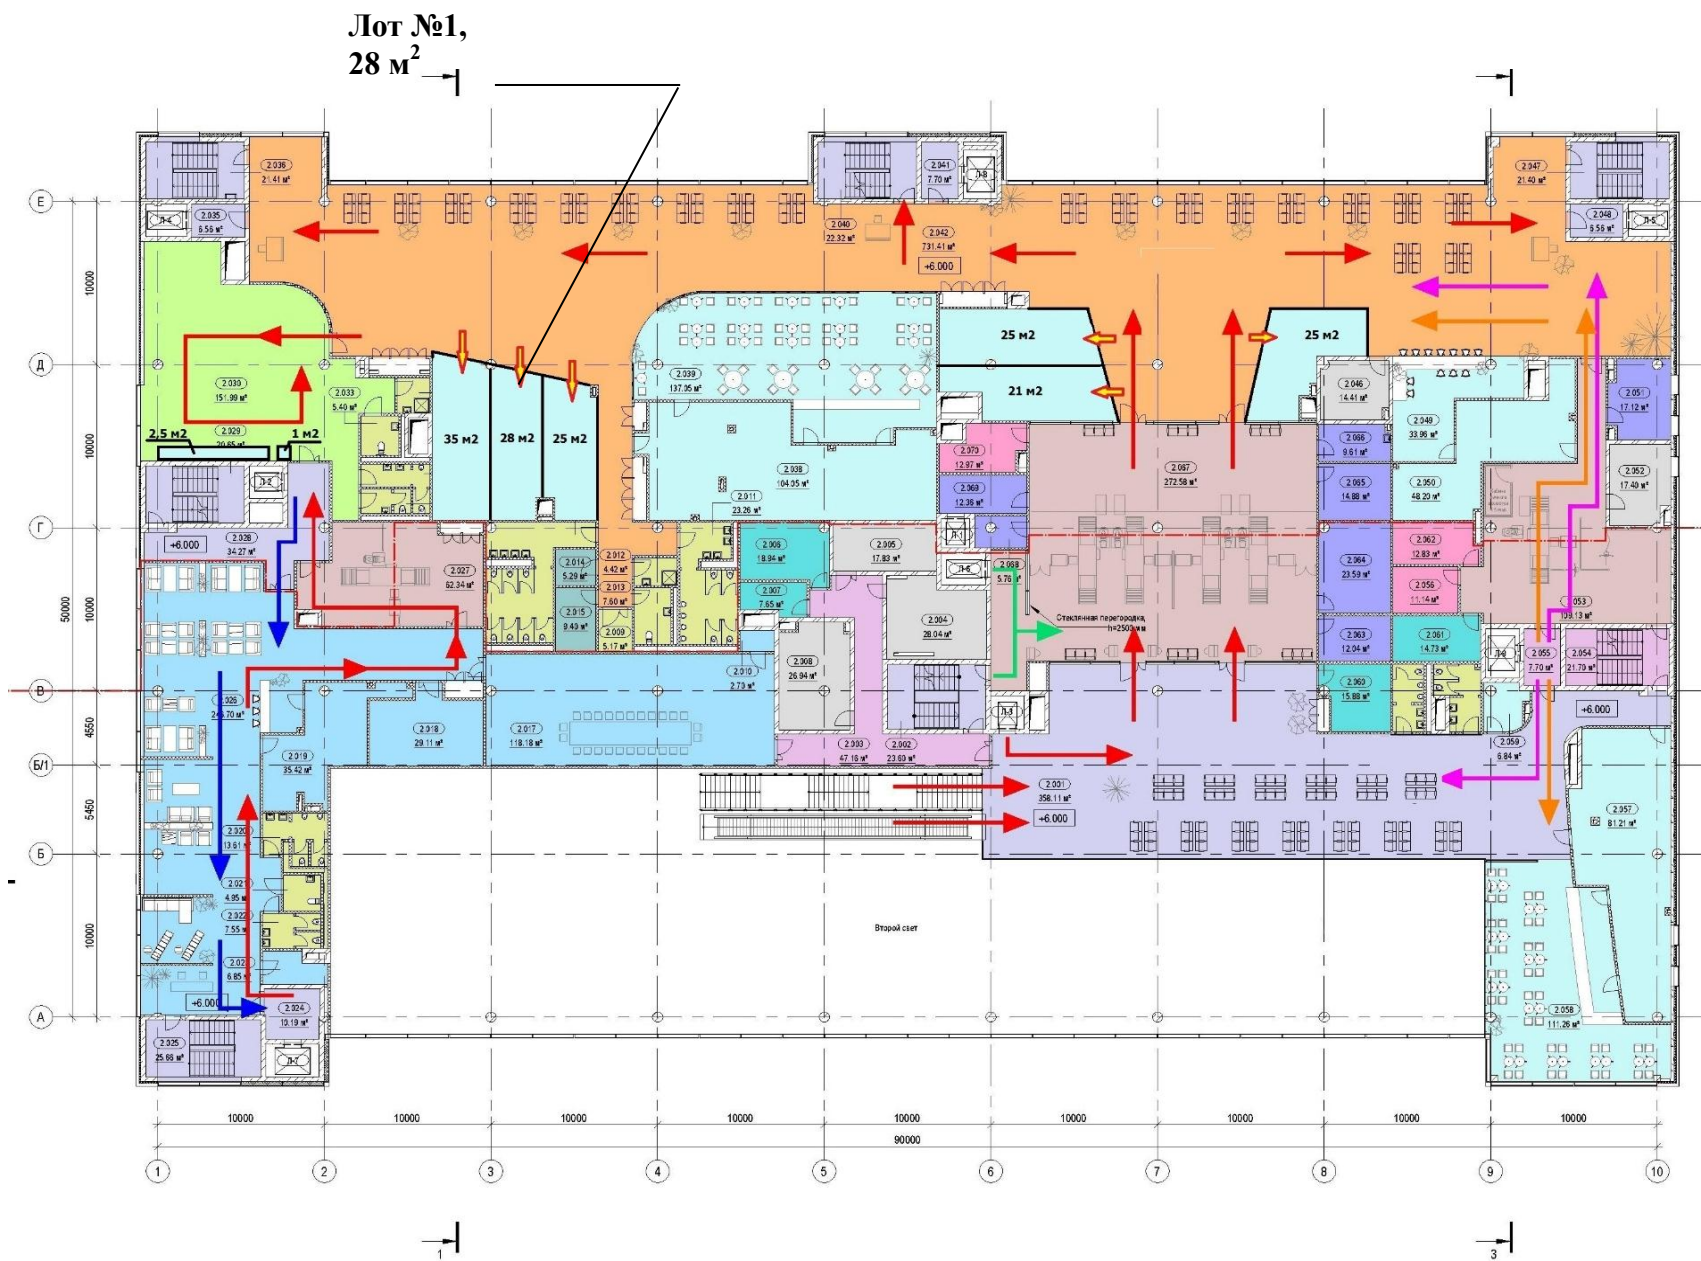 Лот №1,
28 м²
2.036
21.41 м²
2.035
6.56 м²
Л-4
2.041
7.70 м²
Л-8
2.040
22.32 м²
2.042
731.41 м²
+6.000
2.047
21.40 м²
2.048
6.56 м²
Л-5
Е
Д
Г
В
Б/1
Б
А
10000
10000
10000
4550
5450
10000
50000
2.030
151.99 м²
2.033
5.40 м²
2.029
20.65 м²
2,5 м2
1 м2
35 м2
28 м2
25 м2
2.039
137.05 м²
2.038
104.05 м²
25 м2
21 м2
25 м2
2.046
14.41 м²
2.049
33.96 м²
2.051
17.12 м²
2.052
17.40 м²
2.066
9.61 м²
2.065
14.88 м²
2.050
48.20 м²
2.070
12.97 м²
2.069
12.36 м²
2.067
272.58 м²
Л-2
2.028
34.27 м²
+6.000
2.027
62.34 м²
2.011
23.26 м²
2.014
5.29 м²
2.015
9.40 м²
2.012
4.42 м²
2.013
7.60 м²
2.009
5.17 м²
2.006
18.94 м²
2.007
7.65 м²
2.005
17.83 м²
2.004
28.04 м²
2.008
26.94 м²
2.010
2.73 м²
Л-1
Л-6
2.068
5.76 м²
Стеклянная перегородка,
h=2500 мм
2.064
23.59 м²
2.062
12.83 м²
2.056
11.14 м²
2.063
12.04 м²
2.061
14.73 м²
2.060
15.88 м²
2.053
109.13 м²
2.055
7.70 м²
2.054
21.70 м²
Л-9
+6.000
2.059
6.84 м²
2.026
2.018
29.11 м²
2.017
118.18 м²
2.019
35.42 м²
2.003
47.16 м²
2.002
23.60 м²
Л-3
2.001
358.11 м²
+6.000
2.057
81.21 м²
2.058
111.26 м²
2.020
13.61 м²
2.021
4.95 м²
2.022
7.55 м²
6.85 м²
+6.000
2.024
10.19 м²
2.025
25.66 м²
Л-7
Второй свет
10000 10000 10000 10000 10000 10000 10000 10000 10000
90000
1 2 3 4 5 6 7 8 9 10
1
3